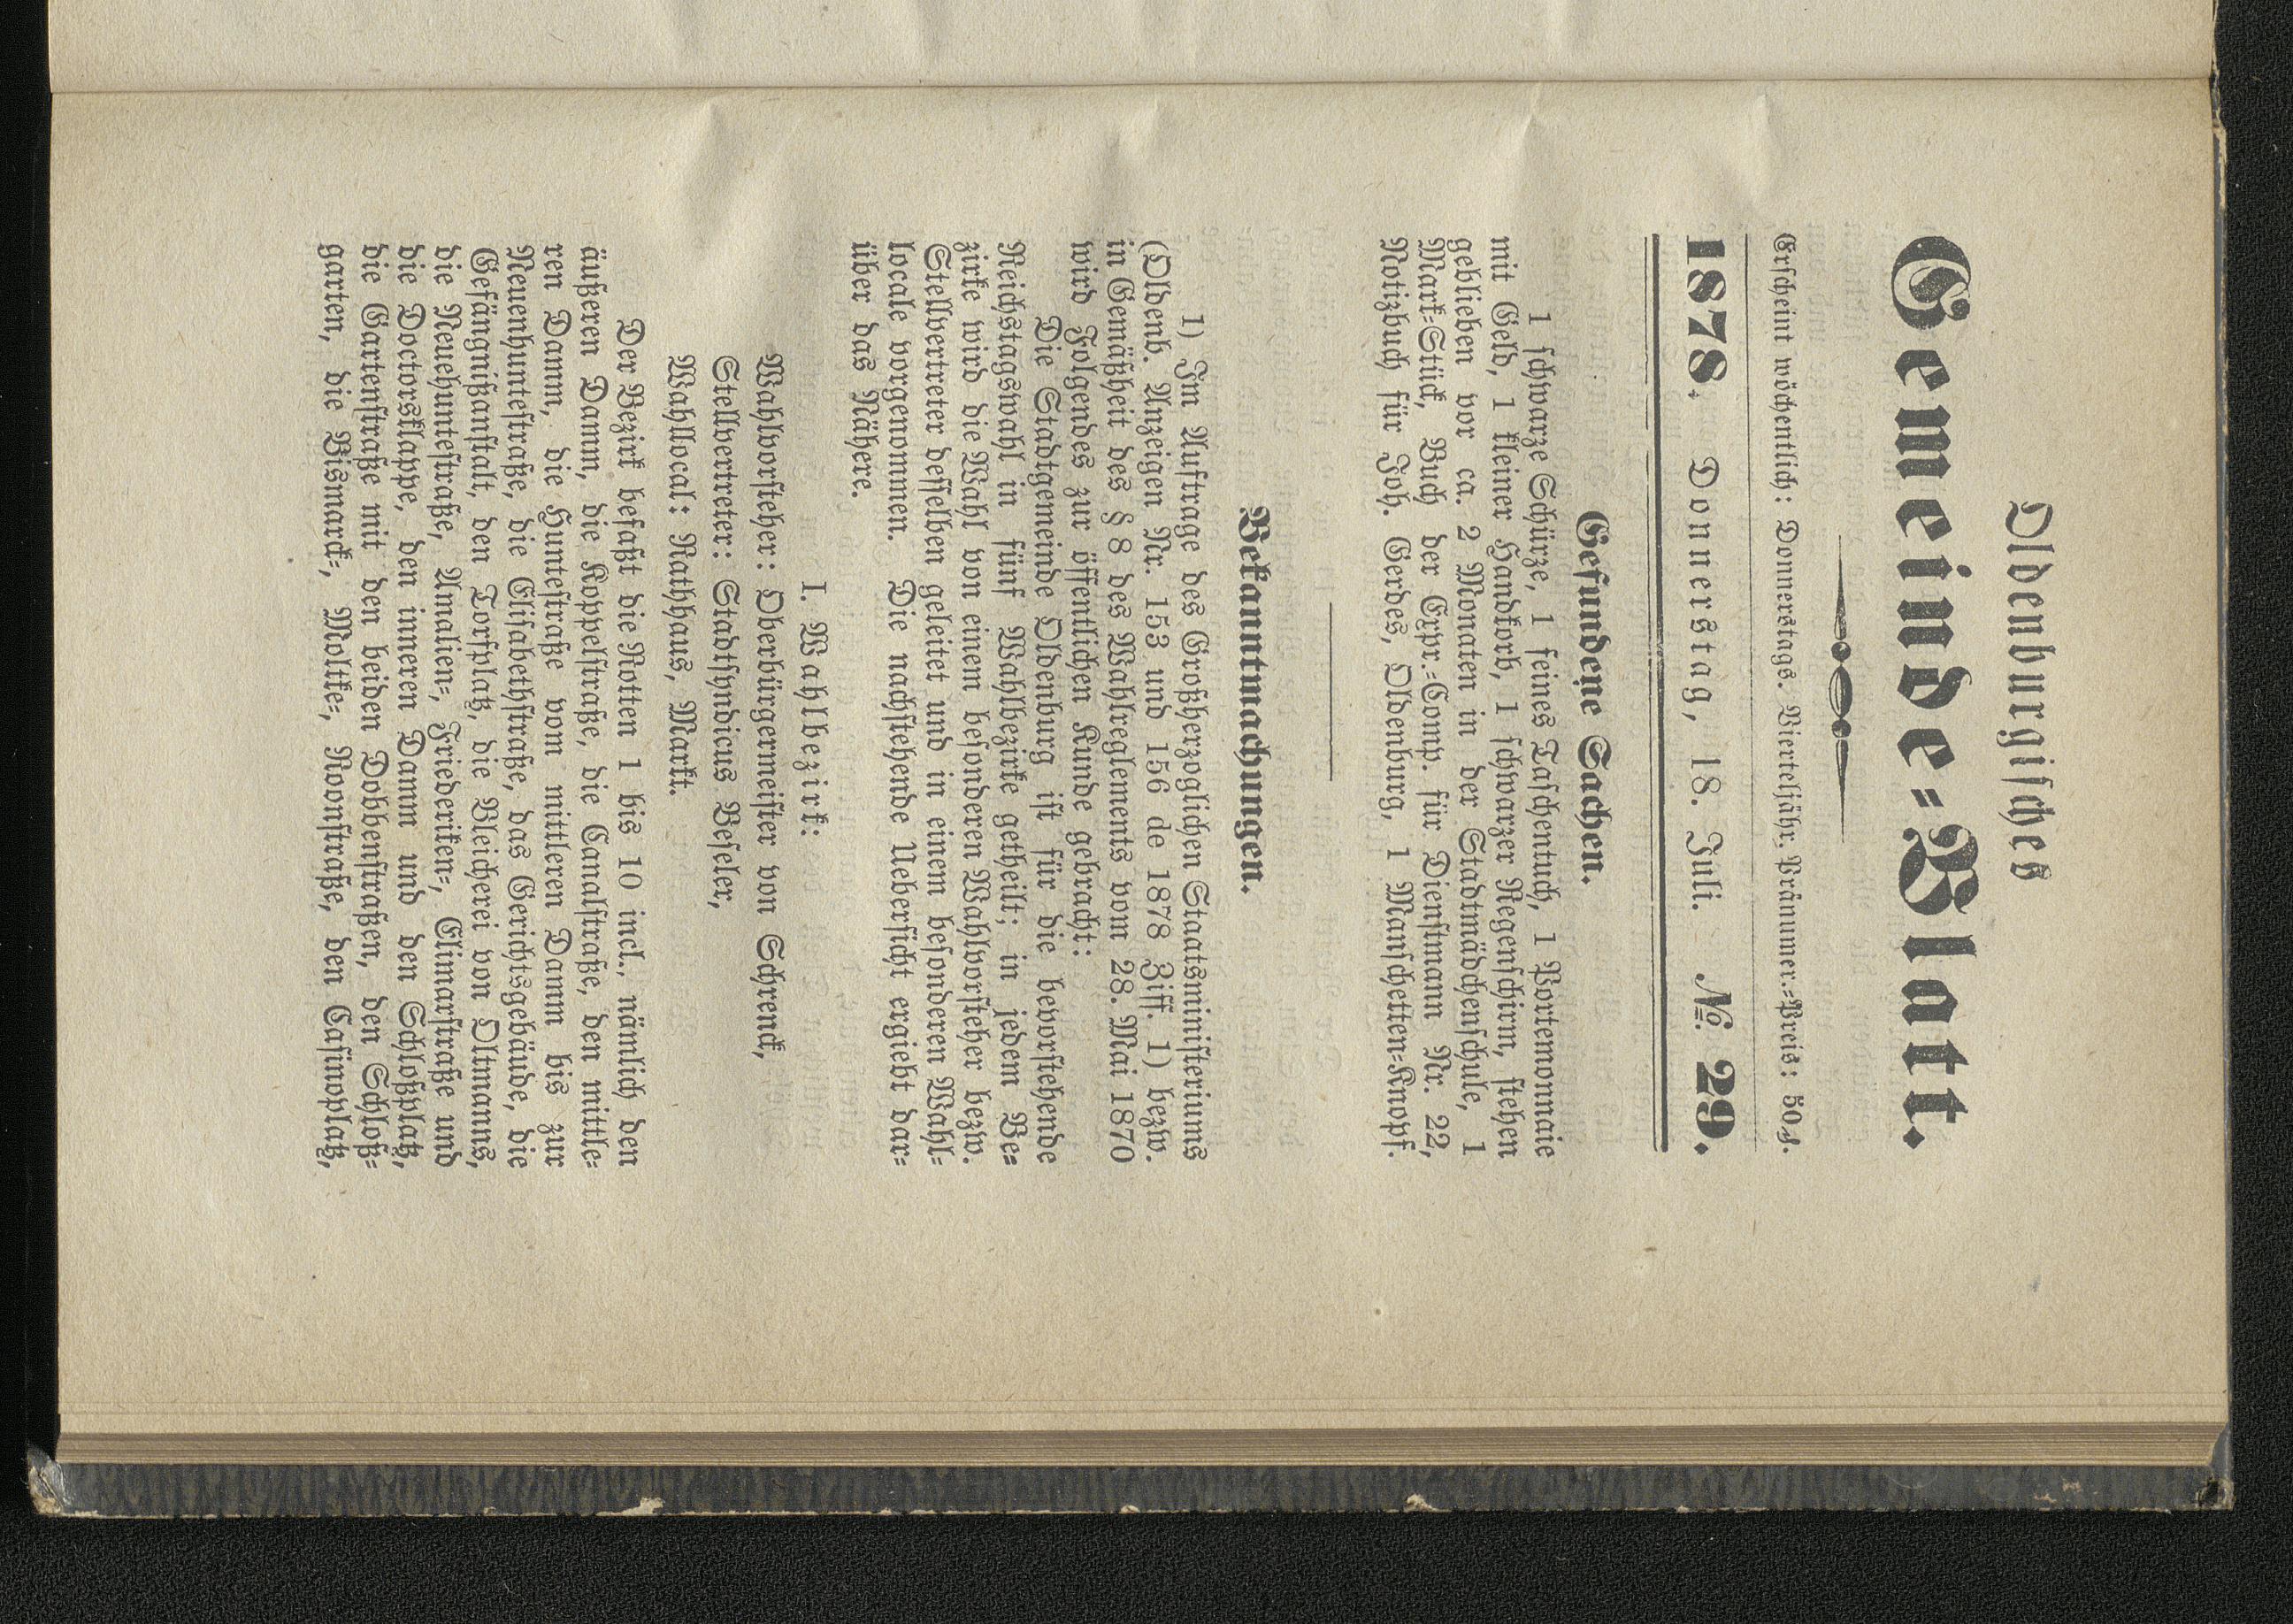 Oldenburgisches
Gemeinde=Blatt.
Erscheint wöchentlich: Donnerstags. Vierteljähr. Pränumer.=Preis: 50 ₰.
1878. Donnerstag, 18. Juli. № 29.
Gefundene Sachen.
1 schwarze Schürze, 1 feines Taschentuch, 1 Portemonnaie
mit Geld, 1 kleiner Handkorb, 1 schwarzer Regenschirm, stehen
geblieben vor ca. 2 Monaten in der Stadtmädchenschule, 1
Mark=Stück, Buch der Expr.=Comp. für Dienstmann Nr. 22,
Notizbuch für Joh. Gerdes, Oldenburg, 1 Manschetten=Knopf.
Bekanntmachungen.
1) Im Auftrage des Großherzoglichen Staatsministeriums
(Oldenb. Anzeigen Nr. 153 und 156 de 1878 Ziff. 1) bezw.
in Gemäßheit des § 8 des Wahlreglements vom 28. Mai 1870
wird Folgendes zur öffentlichen Kunde gebracht:
Die Stadtgemeinde Oldenburg ist für die bevorstehende
Reichstagswahl in fünf Wahlbezirke getheilt; in jedem Be=
zirke wird die Wahl von einem besonderen Wahlvorsteher bezw.
Stellvertreter desselben geleitet und in einem besonderen Wahl=
locale vorgenommen. Die nachstehende Uebersicht ergiebt dar=
über das Nähere.
I. Wahlbezirk:
Wahlvorsteher: Oberbürgermeister von Schrenck,
Stellvertreter: Stadtsyndicus Beseler,
Wahllocal: Rathhaus, Markt.
Der Bezirk befaßt die Rotten 1 bis 10 incl., nämlich den
äußeren Damm, die Koppelstraße, die Canalstraße, den mittle=
ren Damm, die Huntestraße vom mittleren Damm bis zur
Neuenhuntestraße, die Elisabethstraße, das Gerichtsgebäude, die
Gefängnißanstalt, den Torfplatz, die Bleicherei von Oltmanns,
die Neuehuntestraße, Amalien=, Friederiken=, Elimarstraße und
die Doctorsklappe, den inneren Damm und den Schloßplatz,
die Gartenstraße mit den beiden Dobbenstraßen, den Schloß=
garten, die Bismarck=, Moltke=, Roonstraße, den Casinoplatz,